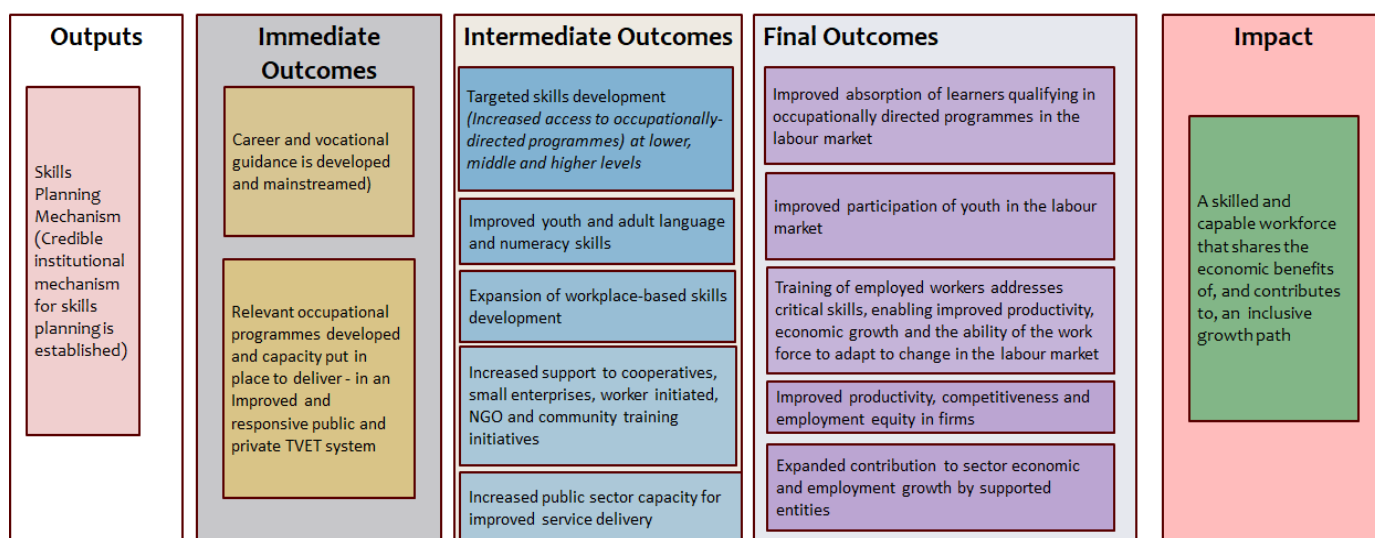 Outputs
Skills
Planning
Mechanism
(Credible
institutional
mechanism
for skills
planning is
established)
Immediate
Outcomes
Career and vocational
guidance is developed
and mainstreamed)
Relevant occupational
programmes developed
and capacity put in
place to deliver - in an
Improved and
responsive public and
private TVET system
Intermediate Outcomes
Targeted skills development
(Increased access to occupationally-
directed programmes) at lower,
middle and higher levels
Improved youth and adult language
and numeracy skills
Expansion of workplace-based skills
development
Increased support to cooperatives,
small enterprises, worker initiated,
NGO and community training
initiatives
Increased public sector capacity for
improved service delivery
Final Outcomes
Improved absorption of learners qualifying in
occupationally directed programmes in the
labour market
improved participation of youth in the labour
market
Training of employed workers addresses
critical skills, enabling improved productivity,
economic growth and the ability of the work
force to adapt to change in the labour market
Improved productivity, competitiveness and
employment equity in firms
Expanded contribution to sector economic
and employment growth by supported
entities
Impact
A skilled and
capable workforce
that shares the
economic benefits
of, and contributes
to, an inclusive
growth path